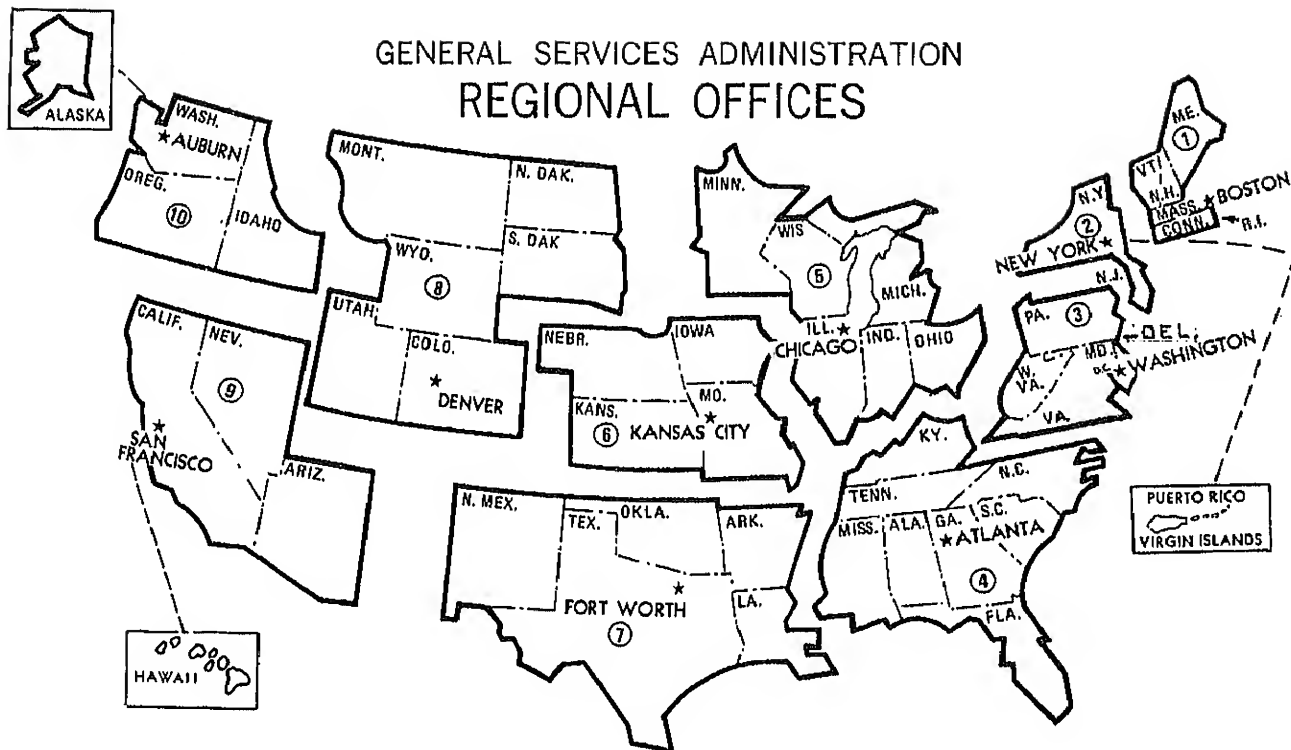 GENERAL SERVICES ADMINISTRATION
REGIONAL OFFICES
ALASKA
WASH.
AUBURN
OREG.
10
IDAHO
MONT.
N. DAK.
S. DAK
WYO.
8
UTAH
COLO.
DENVER
CALIF.
NEV.
9
SAN
FRANCISCO
ARIZ.
HAWAII
NEBR.
IOWA
KANS.
6
MO.
KANSAS CITY
N. MEX.
TEX.
OKLA.
ARK.
LA.
FORT WORTH
7
MINN.
WIS
5
MICH.
ILL.
CHICAGO
IND.
OHIO
KY.
TENN.
N.C.
S.C.
MISS.
ALA.
GA.
ATLANTA
4
FLA.
ME.
1
VT.
N.H.
MASS.
BOSTON
CONN.
R.I.
N.Y
2
NEW YORK
N.J.
PA.
3
DEL.
MD.
D.C.
WASHINGTON
W.
VA.
VA.
PUERTO RICO
VIRGIN ISLANDS